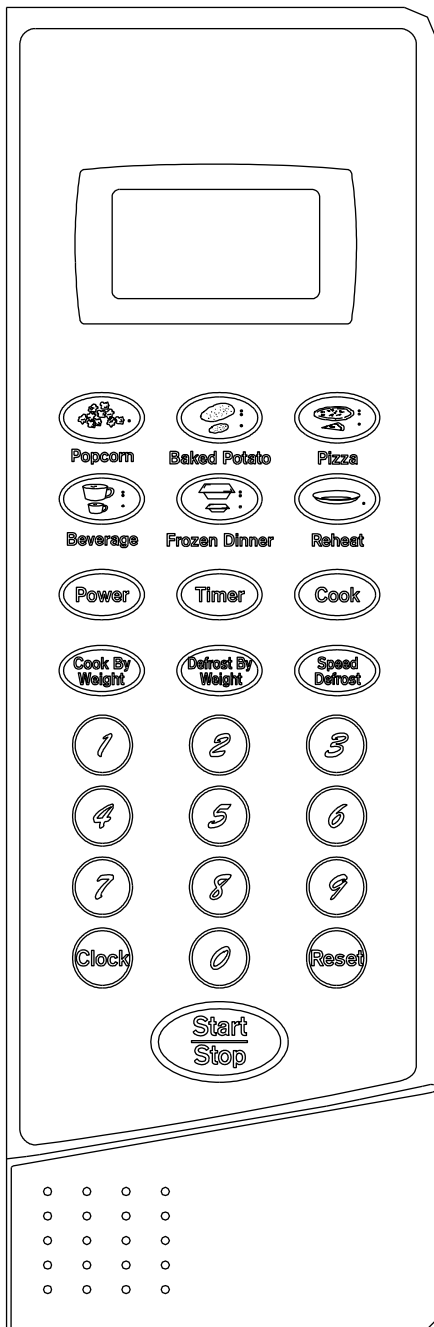 Popcorn Baked Potato Pizza
Beverage Frozen Dinner Reheat
Power Timer Cook
Cook By Defrost By Speed
Weight Weight Defrost
1 2 3
4 5 6
7 8 9
Clock 0 Reset
Start
Stop